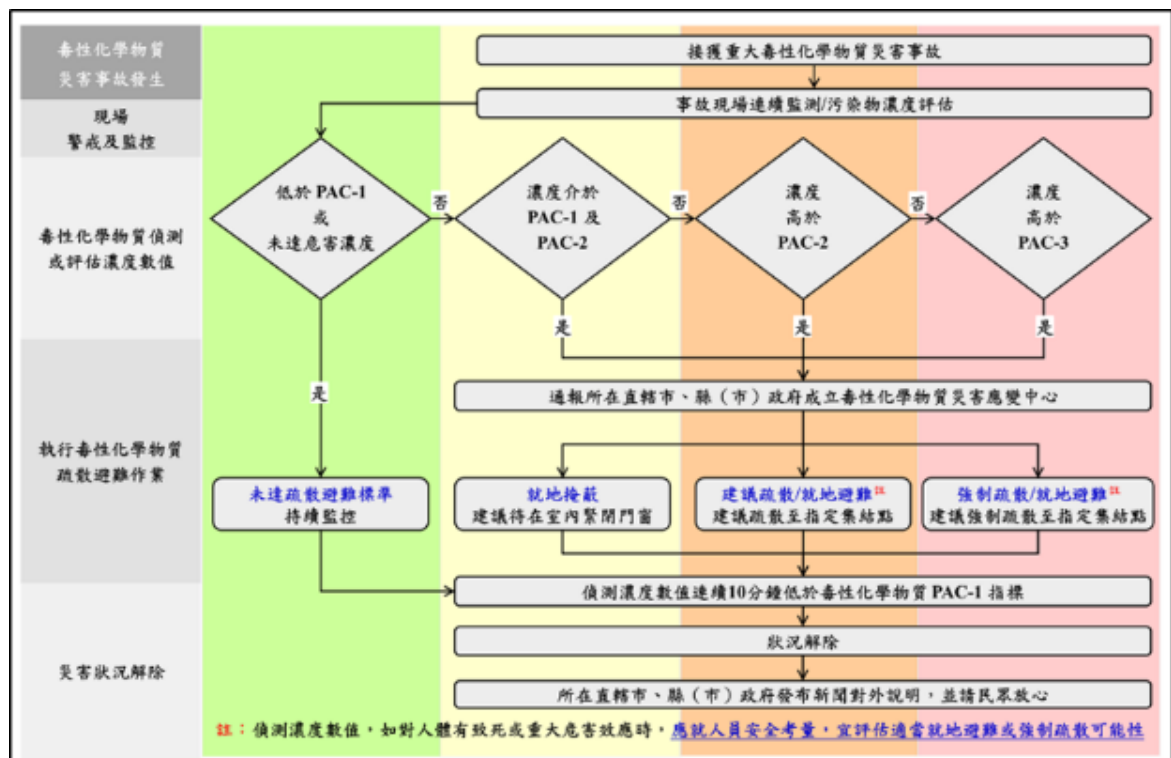 毒性化學物質
災害事故發生
接獲重大毒性化學物質災害事故
現場
警戒及監控
事故現場連續監測/污染物濃度評估
毒性化學物質偵測
或評估濃度數值
低於 PAC-1
或
未達危害濃度
否
濃度介於
PAC-1 及
PAC-2
否
濃度
高於
PAC-2
否
濃度
高於
PAC-3
是
是
是
是
執行毒性化學物質
疏散避難作業
通報所在直轄市、縣（市）政府成立毒性化學物質災害應變中心
未達疏散避難標準
持續監控
就地掩蔽
建議待在室內緊閉門窗
建議疏散/就地避難註
建議疏散至指定集結點
強制疏散/就地避難註
建議強制疏散至指定集結點
災害狀況解除
偵測濃度數值連續10分鐘低於毒性化學物質 PAC-1 指標
狀況解除
所在直轄市、縣（市）政府發布新聞對外說明，並請民眾放心
註：偵測濃度數值，如對人體有致死或重大危害效應時，應就人員安全考量，宜評估適當就地避難或強制疏散可能性